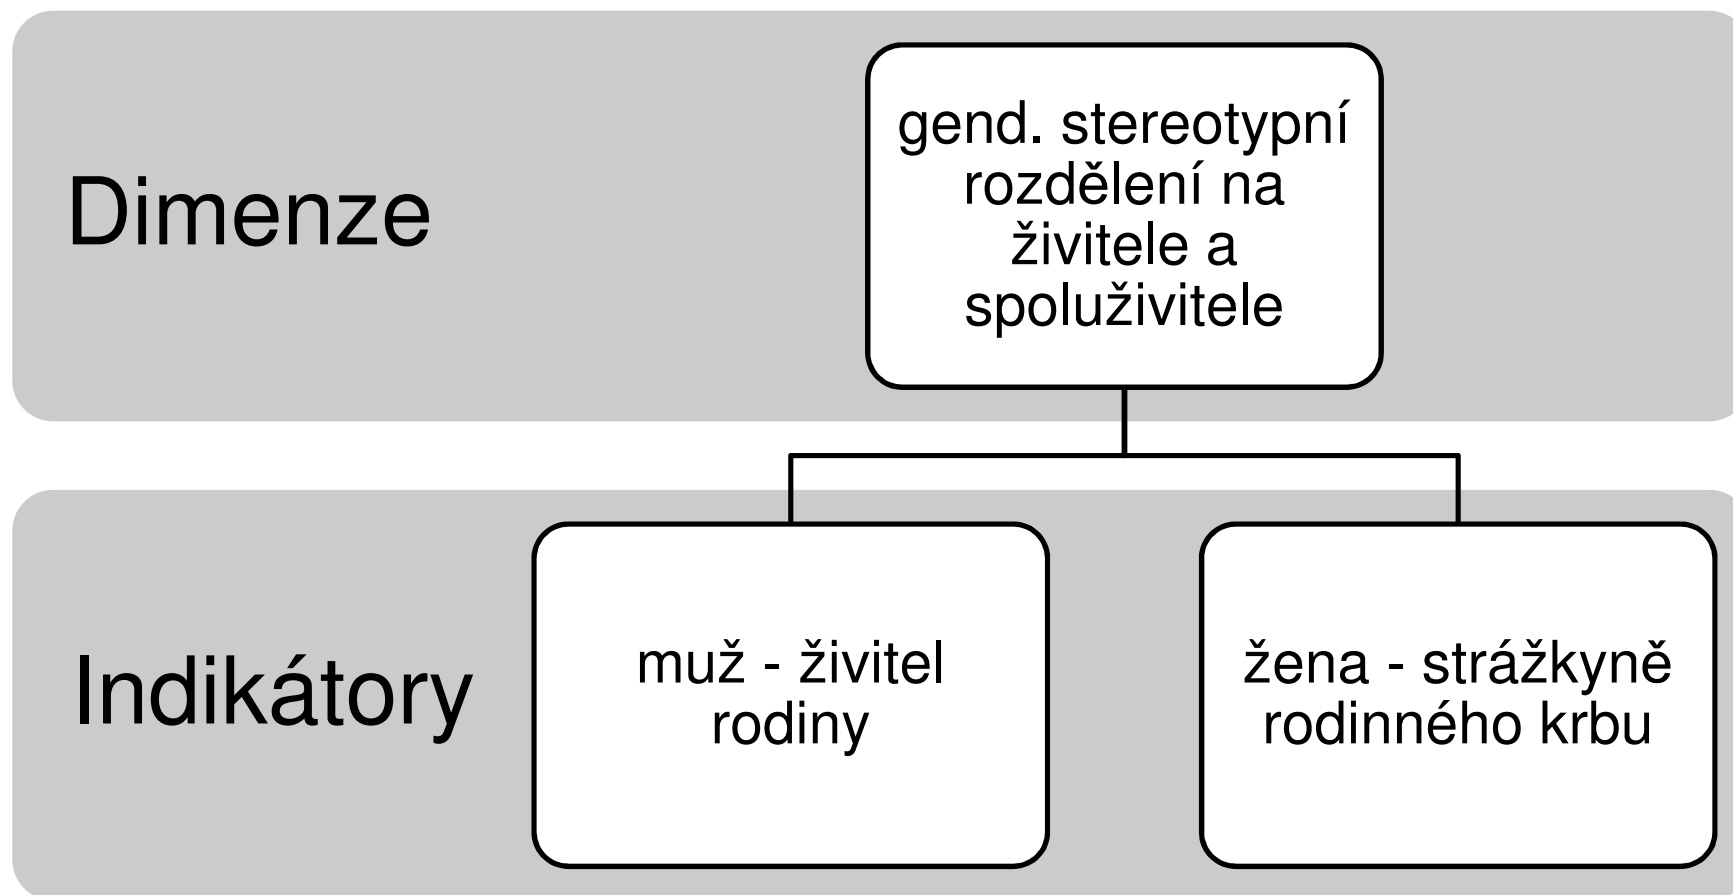 Dimenze
gend. stereotypní
rozdělení na
živitele a
spoluživitele
Indikátory
muž - živitel
rodiny
žena - strážkyně
rodinného krbu